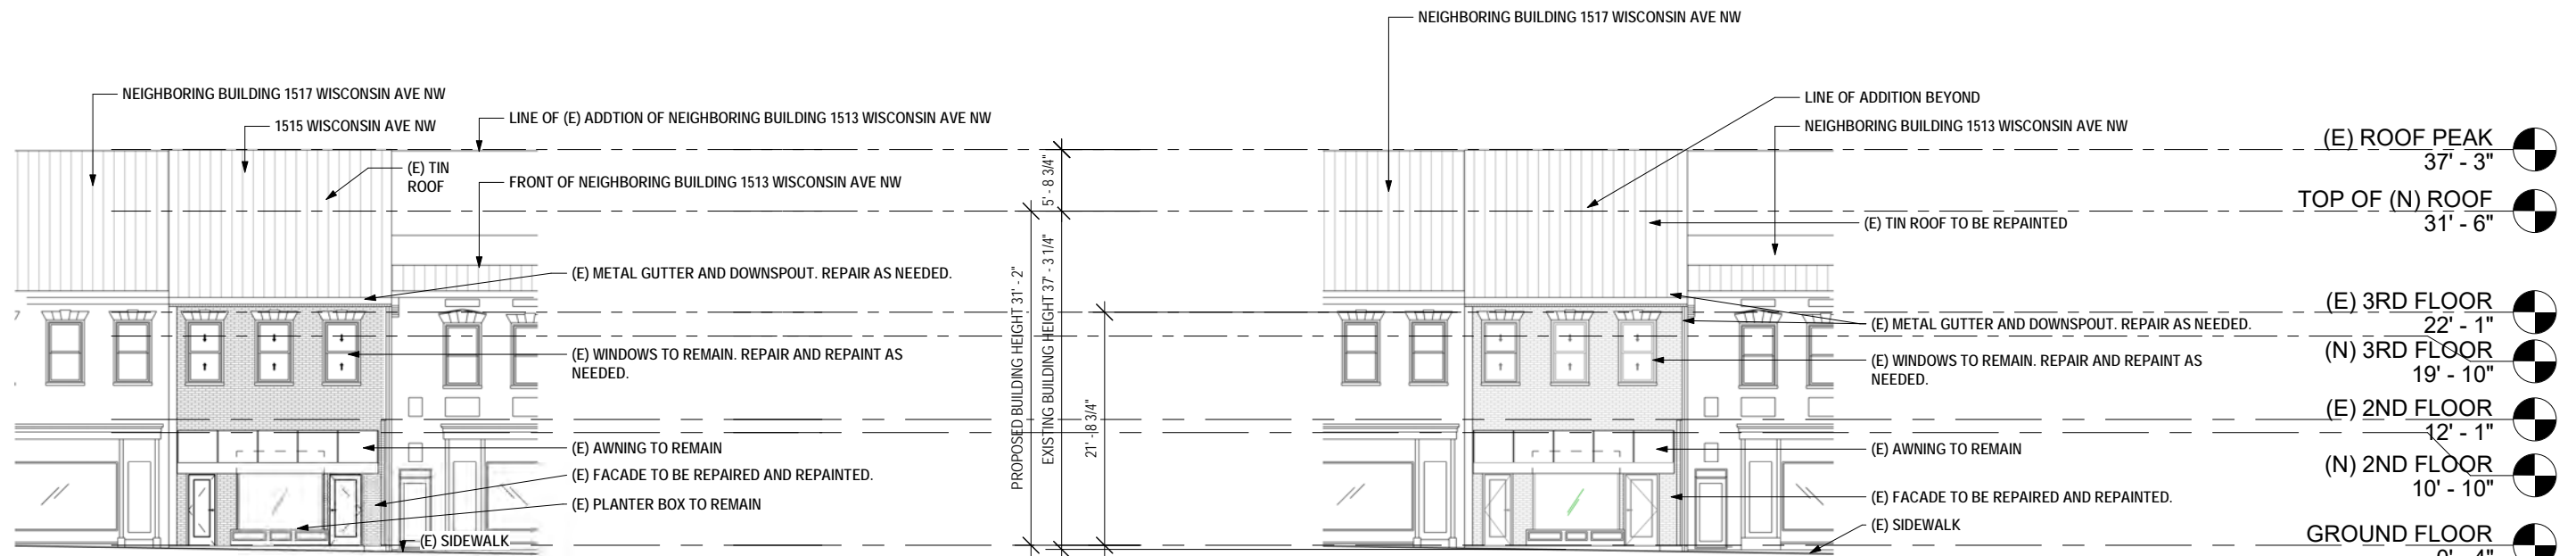 NEIGHBORING BUILDING 1517 WISCONSIN AVE NW
1515 WISCONSIN AVE NW
LINE OF (E) ADDTION OF NEIGHBORING BUILDING 1513 WISCONSIN AVE NW
(E) TIN
ROOF
FRONT OF NEIGHBORING BUILDING 1513 WISCONSIN AVE NW
(E) METAL GUTTER AND DOWNSPOUT. REPAIR AS NEEDED.
(E) WINDOWS TO REMAIN. REPAIR AND REPAINT AS
NEEDED.
(E) AWNING TO REMAIN
(E) FACADE TO BE REPAIRED AND REPAINTED.
(E) PLANTER BOX TO REMAIN
(E) SIDEWALK
PROPOSED BUILDING HEIGHT 31' - 2"
EXISTING BUILDING HEIGHT 37' - 3 1/4"
5' - 8 3/4"
21' - 8 3/4"
NEIGHBORING BUILDING 1517 WISCONSIN AVE NW
LINE OF ADDITION BEYOND
NEIGHBORING BUILDING 1513 WISCONSIN AVE NW
(E) TIN ROOF TO BE REPAINTED
(E) METAL GUTTER AND DOWNSPOUT. REPAIR AS NEEDED.
(E) WINDOWS TO REMAIN. REPAIR AND REPAINT AS
NEEDED.
(E) AWNING TO REMAIN
(E) FACADE TO BE REPAIRED AND REPAINTED.
(E) SIDEWALK
(E) ROOF PEAK
37' - 3"
TOP OF (N) ROOF
31' - 6"
(E) 3RD FLOOR
22' - 1"
(N) 3RD FLOOR
19' - 10"
(E) 2ND FLOOR
12' - 1"
(N) 2ND FLOOR
10' - 10"
GROUND FLOOR
0' - 4"